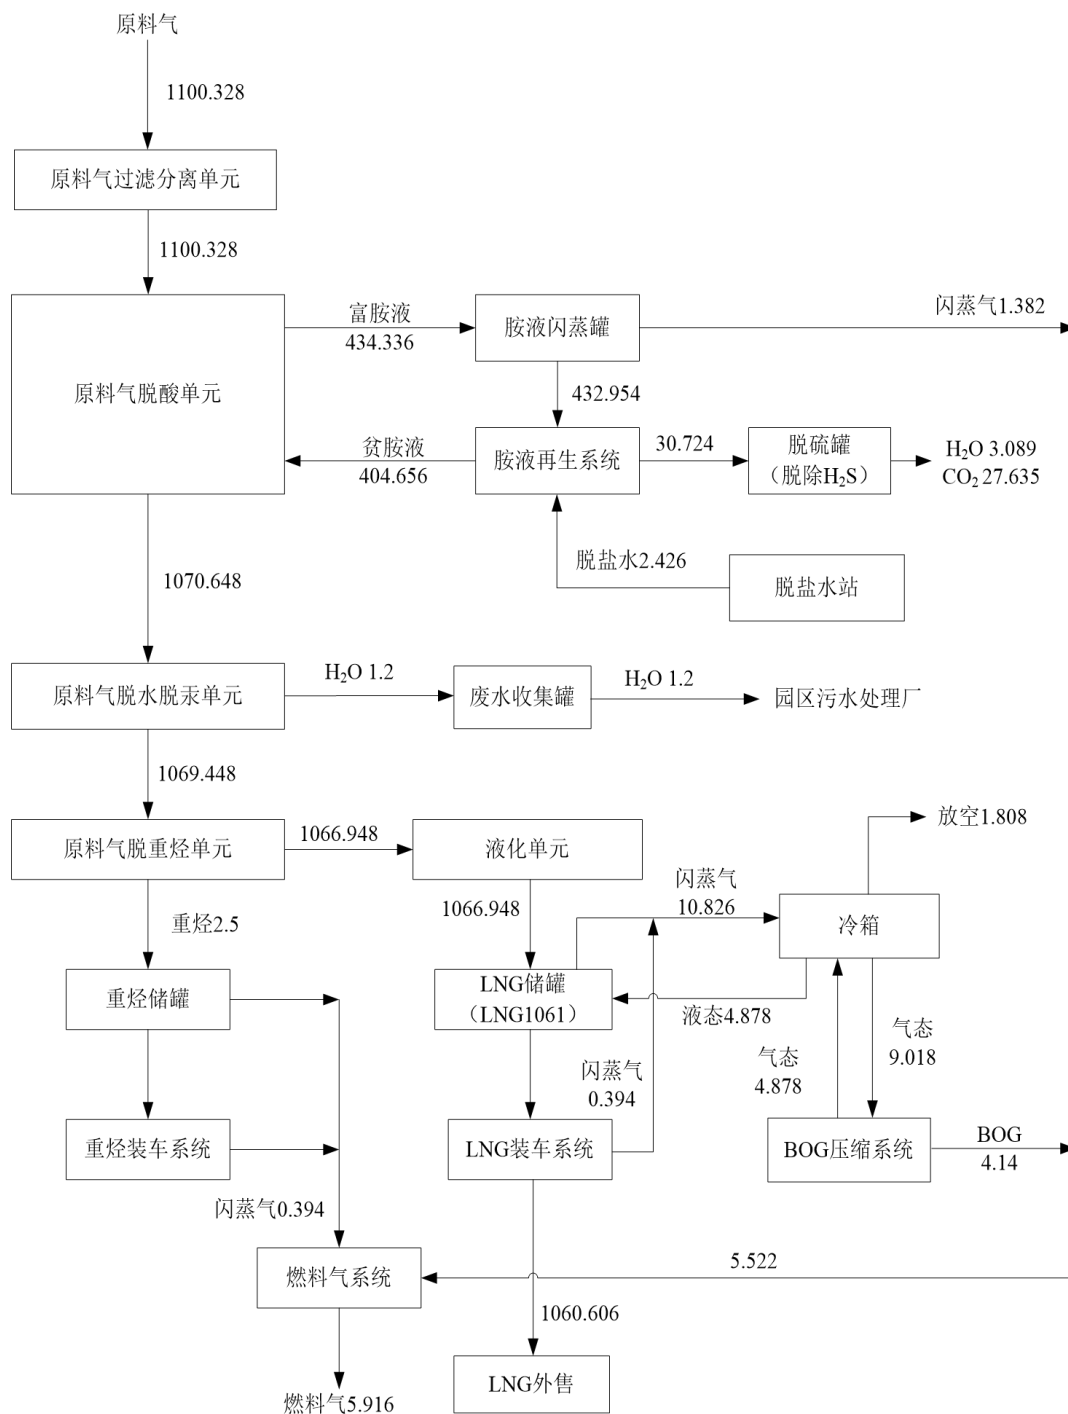 原料气
1100.328
原料气过滤分离单元
1100.328
闪蒸气1.382
富胺液
434.336
胺液闪蒸罐
原料气脱酸单元
432.954
贫胺液
404.656
胺液再生系统
30.724
脱硫罐
（脱除H₂S）
H₂O 3.089
CO₂ 27.635
脱盐水2.426
脱盐水站
1070.648
原料气脱水脱汞单元
H₂O 1.2
废水收集罐
H₂O 1.2
园区污水处理厂
1069.448
原料气脱重烃单元
1066.948
液化单元
放空1.808
重烃2.5
1066.948
闪蒸气
10.826
冷箱
重烃储罐
LNG储罐
（LNG1061）
液态4.878
气态
4.878
气态
9.018
闪蒸气
0.394
重烃装车系统
LNG装车系统
BOG压缩系统
BOG
4.14
闪蒸气0.394
燃料气系统
5.522
1060.606
燃料气5.916
LNG外售